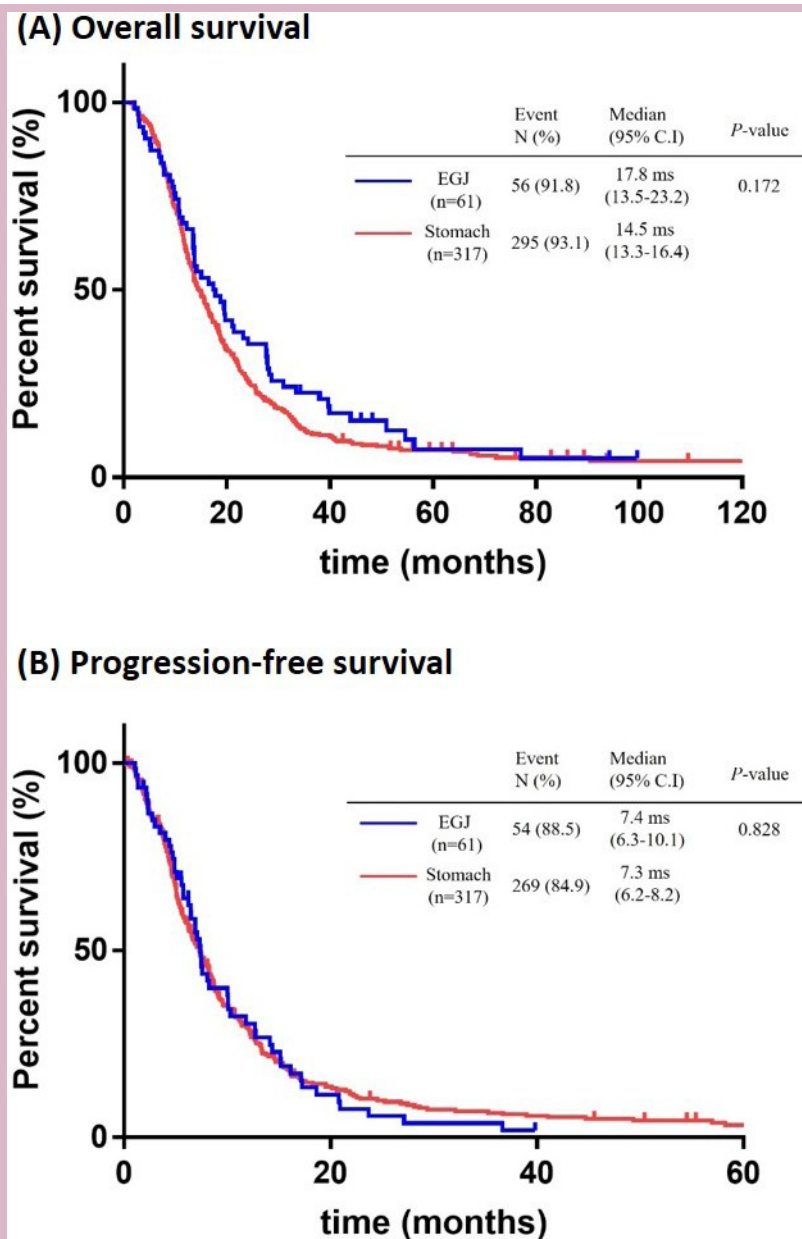 (A) Overall survival
Percent survival (%)
100
50
0
0 20 40 60 80 100 120
time (months)
Event Median
N (%) (95% C.I) P-value
EGJ 56 (91.8) 17.8 ms 0.172
(n=61) (13.5-23.2)
Stomach 295 (93.1) 14.5 ms
(n=317) (13.3-16.4)
(B) Progression-free survival
Percent survival (%)
100
50
0
0 20 40 60
time (months)
Event Median
N (%) (95% C.I) P-value
EGJ 54 (88.5) 7.4 ms 0.828
(n=61) (6.3-10.1)
Stomach 269 (84.9) 7.3 ms
(n=317) (6.2-8.2)